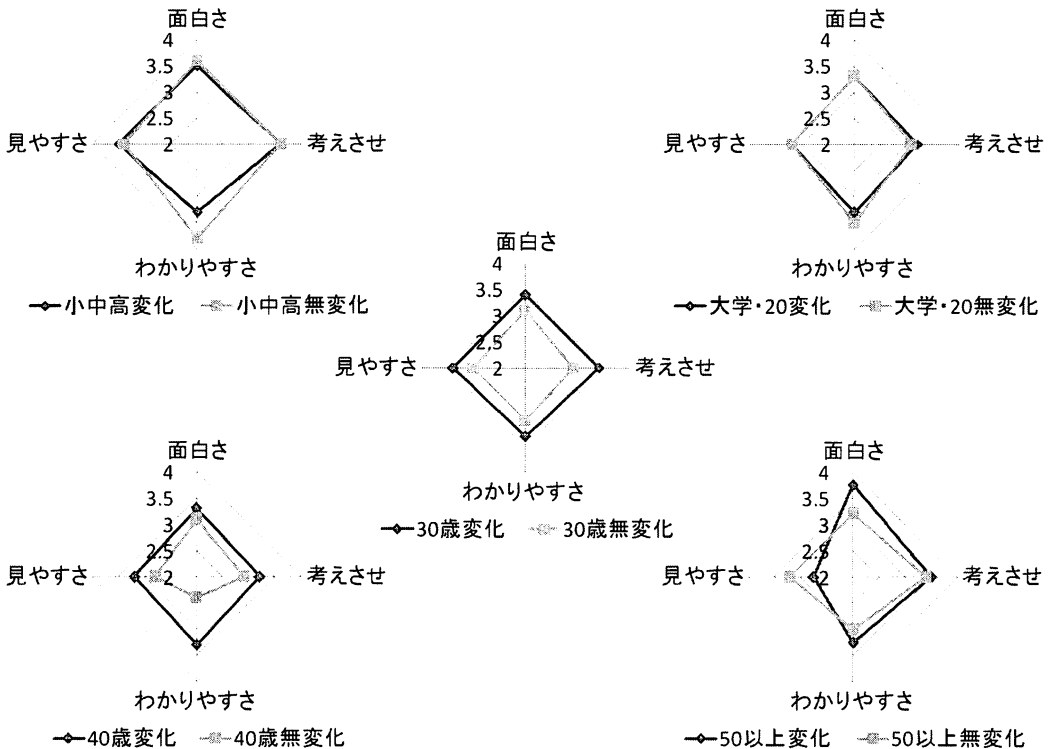 面白さ
4
3.5
3
2.5
2
見やすさ
考えさせ
わかりやすさ
小中高変化 小中高無変化
面白さ
4
3.5
3
2.5
2
見やすさ
考えさせ
わかりやすさ
大学・20変化 大学・20無変化
面白さ
4
3.5
3
2.5
2
見やすさ
考えさせ
わかりやすさ
30歳変化 30歳無変化
面白さ
4
3.5
3
2.5
2
見やすさ
考えさせ
わかりやすさ
40歳変化 40歳無変化
面白さ
4
3.5
3
2.5
2
見やすさ
考えさせ
わかりやすさ
50以上変化 50以上無変化